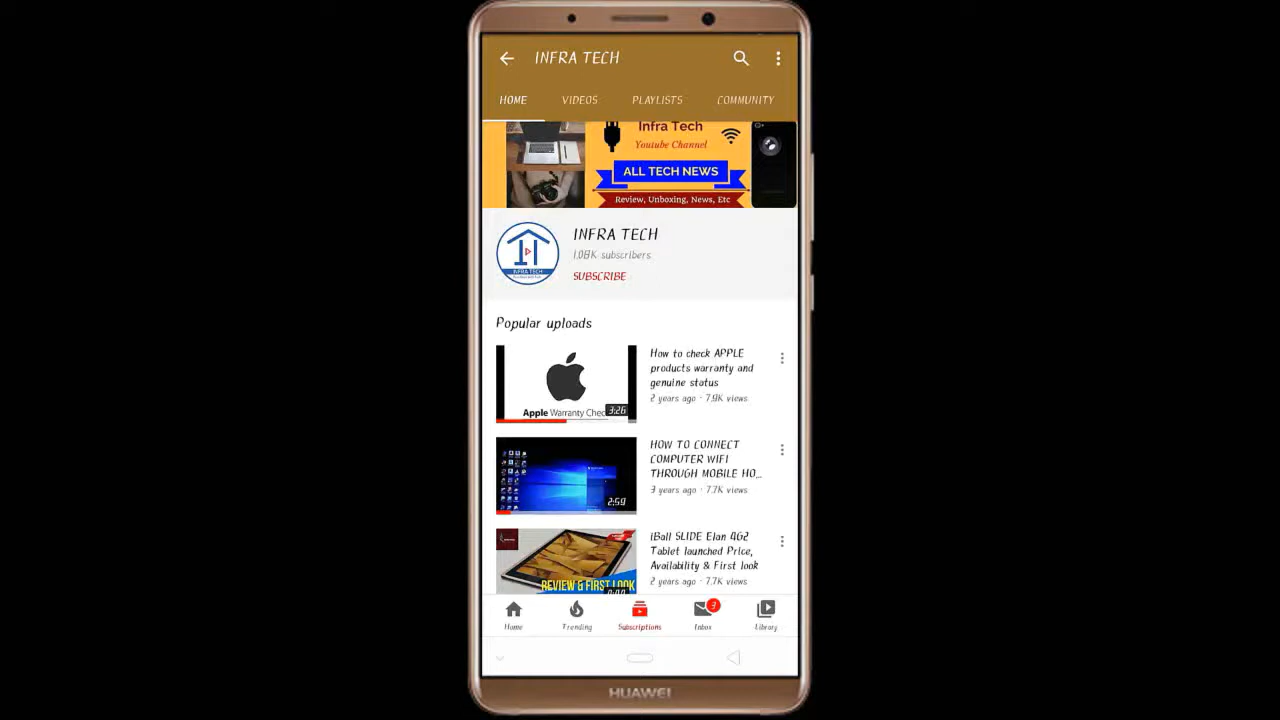 INFRA TECH
HOME VIDEOS PLAYLISTS COMMUNITY
Infra Tech
Youtube Channel
ALL TECH NEWS
Review, Unboxing, News, Etc
INFRA TECH
INFRA TECH
1.08K subscribers
SUBSCRIBE
Popular uploads
Apple Warranty Chec
3:26
How to check APPLE
products warranty and
genuine status
2 years ago · 7.9K views
2:59
HOW TO CONNECT
COMPUTER WIFI
THROUGH MOBILE HO...
3 years ago · 7.7K views
REVIEW & FIRST LOOK
iBall SLIDE Elan 4G2
Tablet launched Price,
Availability & First look
2 years ago · 7.7K views
3
Home Trending Subscriptions Inbox Library
HUAWEI